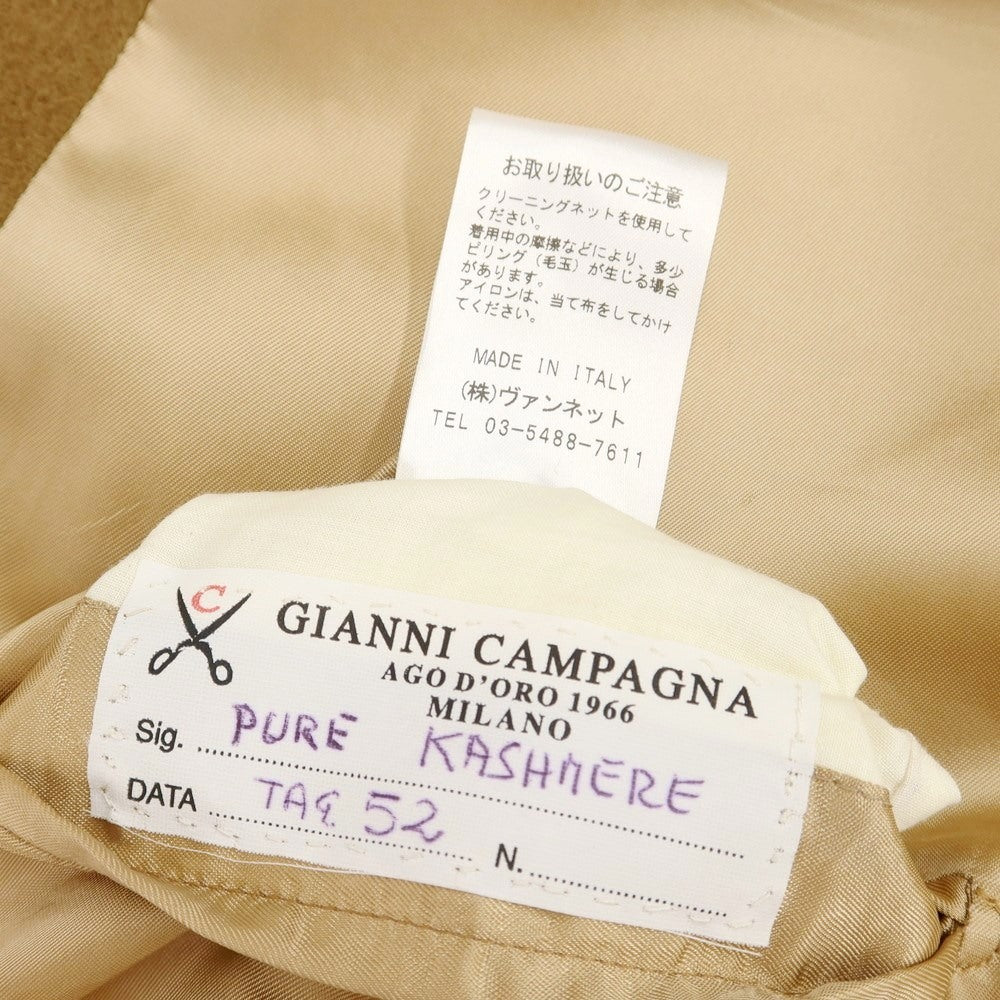 お取り扱いのご注意
クリーニングネットを使用して
ください。
着用中の摩擦などにより、多少
ピリング（毛玉）が生じる場合
があります。
アイロンは、当て布をしてかけ
てください。
MADE IN ITALY
(株)ヴァンネット
TEL 03-5488-7611
C
GIANNI CAMPAGNA
AGO D'ORO 1966
MILANO
Sig. PURE KASHMERE
DATA TAG. 52 N.